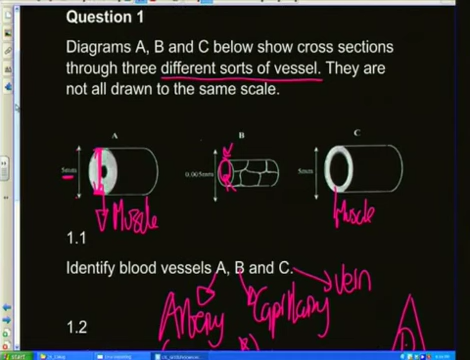 Question 1
Diagrams A, B and C below show cross sections
through three different sorts of vessel. They are
not all drawn to the same scale.
A B C
5mm 0.005mm 5mm
Muscle Muscle
1.1
Identify blood vessels A, B and C.
Artery Capillary Vein
1.2